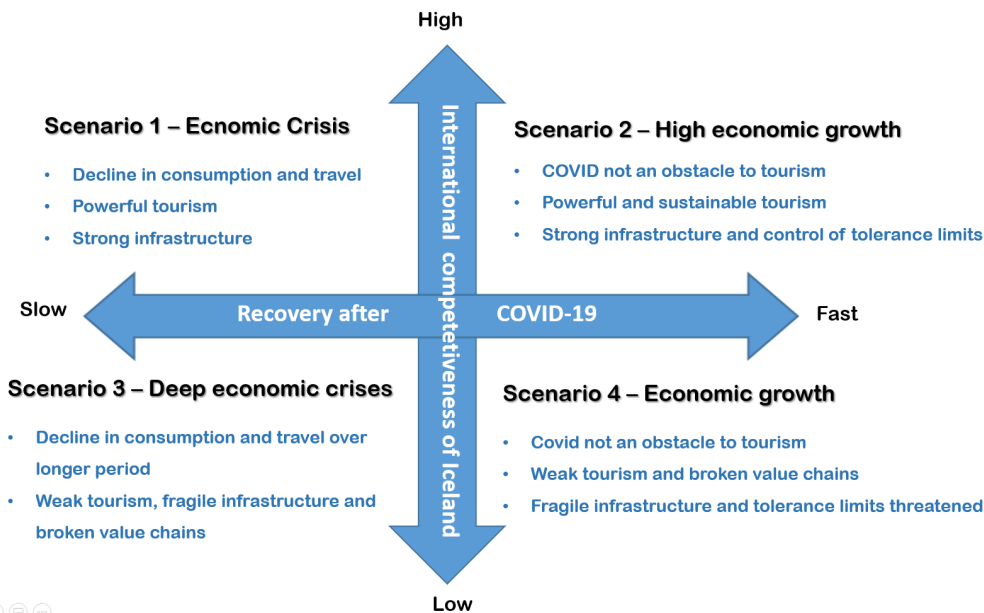 High
Scenario 1 – Ecnomic Crisis
• Decline in consumption and travel
• Powerful tourism
• Strong infrastructure
Scenario 2 – High economic growth
• COVID not an obstacle to tourism
• Powerful and sustainable tourism
• Strong infrastructure and control of tolerance limits
International competetiveness of Iceland
Slow
Recovery after COVID-19
Fast
Scenario 3 – Deep economic crises
• Decline in consumption and travel over
longer period
• Weak tourism, fragile infrastructure and
broken value chains
Scenario 4 – Economic growth
• Covid not an obstacle to tourism
• Weak tourism and broken value chains
• Fragile infrastructure and tolerance limits threatened
Low